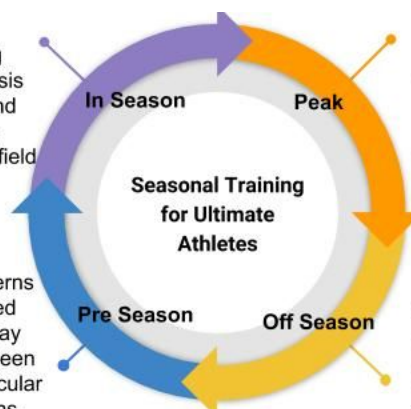 sis
nd
field
In Season
Peak
Seasonal Training
for Ultimate
Athletes
erns
ed
ay
een
cular
Pre Season
Off Season